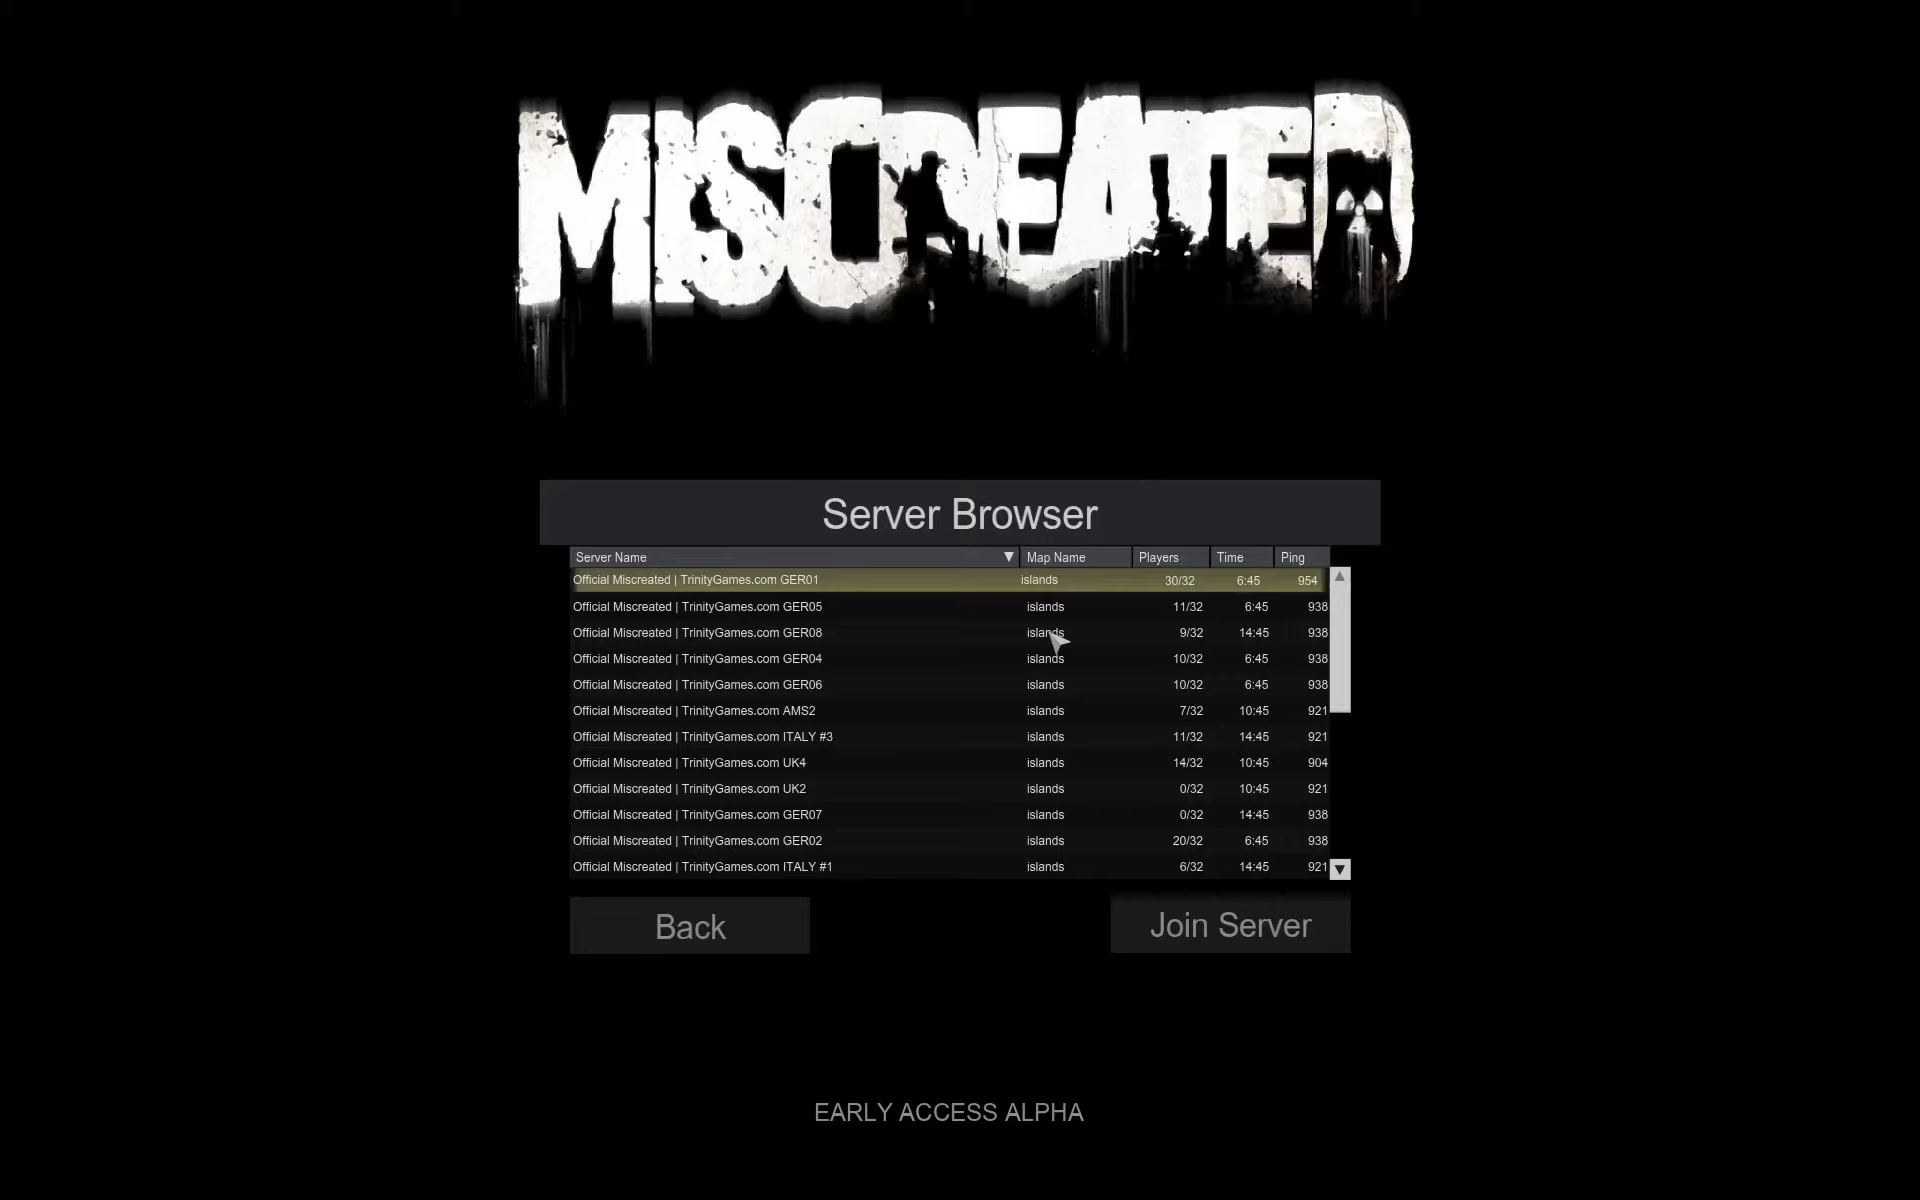 MISCREATED
Server Browser
Server Name Map Name Players Time Ping
Official Miscreated | TrinityGames.com GER01 islands 30/32 6:45 954
Official Miscreated | TrinityGames.com GER05 islands 11/32 6:45 938
Official Miscreated | TrinityGames.com GER08 islands 9/32 14:45 938
Official Miscreated | TrinityGames.com GER04 islands 10/32 6:45 938
Official Miscreated | TrinityGames.com GER06 islands 10/32 6:45 938
Official Miscreated | TrinityGames.com AMS2 islands 7/32 10:45 921
Official Miscreated | TrinityGames.com ITALY #3 islands 11/32 14:45 921
Official Miscreated | TrinityGames.com UK4 islands 14/32 10:45 904
Official Miscreated | TrinityGames.com UK2 islands 0/32 10:45 921
Official Miscreated | TrinityGames.com GER07 islands 0/32 14:45 938
Official Miscreated | TrinityGames.com GER02 islands 20/32 6:45 938
Official Miscreated | TrinityGames.com ITALY #1 islands 6/32 14:45 921
Back Join Server
EARLY ACCESS ALPHA